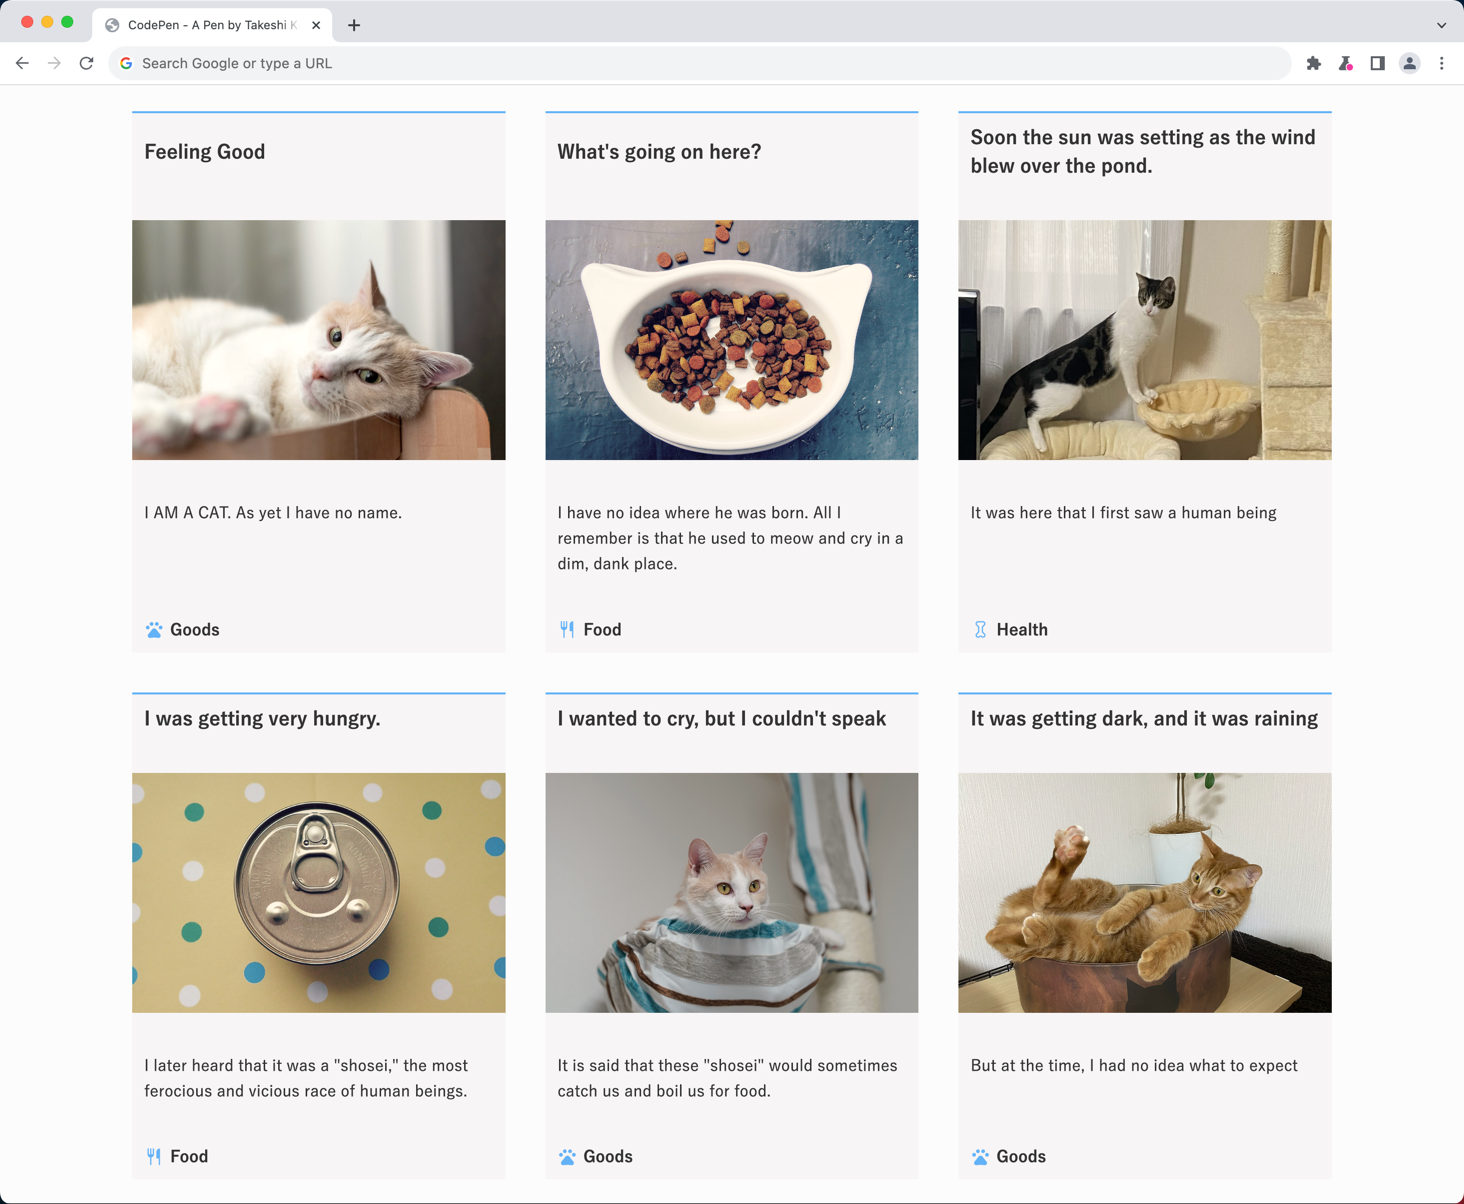 CodePen - A Pen by Takeshi K
Search Google or type a URL
Feeling Good
I AM A CAT. As yet I have no name.
Goods
What's going on here?
I have no idea where he was born. All I
remember is that he used to meow and cry in a
dim, dank place.
Food
Soon the sun was setting as the wind
blew over the pond.
It was here that I first saw a human being
Health
I was getting very hungry.
I later heard that it was a "shosei," the most
ferocious and vicious race of human beings.
Food
I wanted to cry, but I couldn't speak
It is said that these "shosei" would sometimes
catch us and boil us for food.
Goods
It was getting dark, and it was raining
But at the time, I had no idea what to expect
Goods